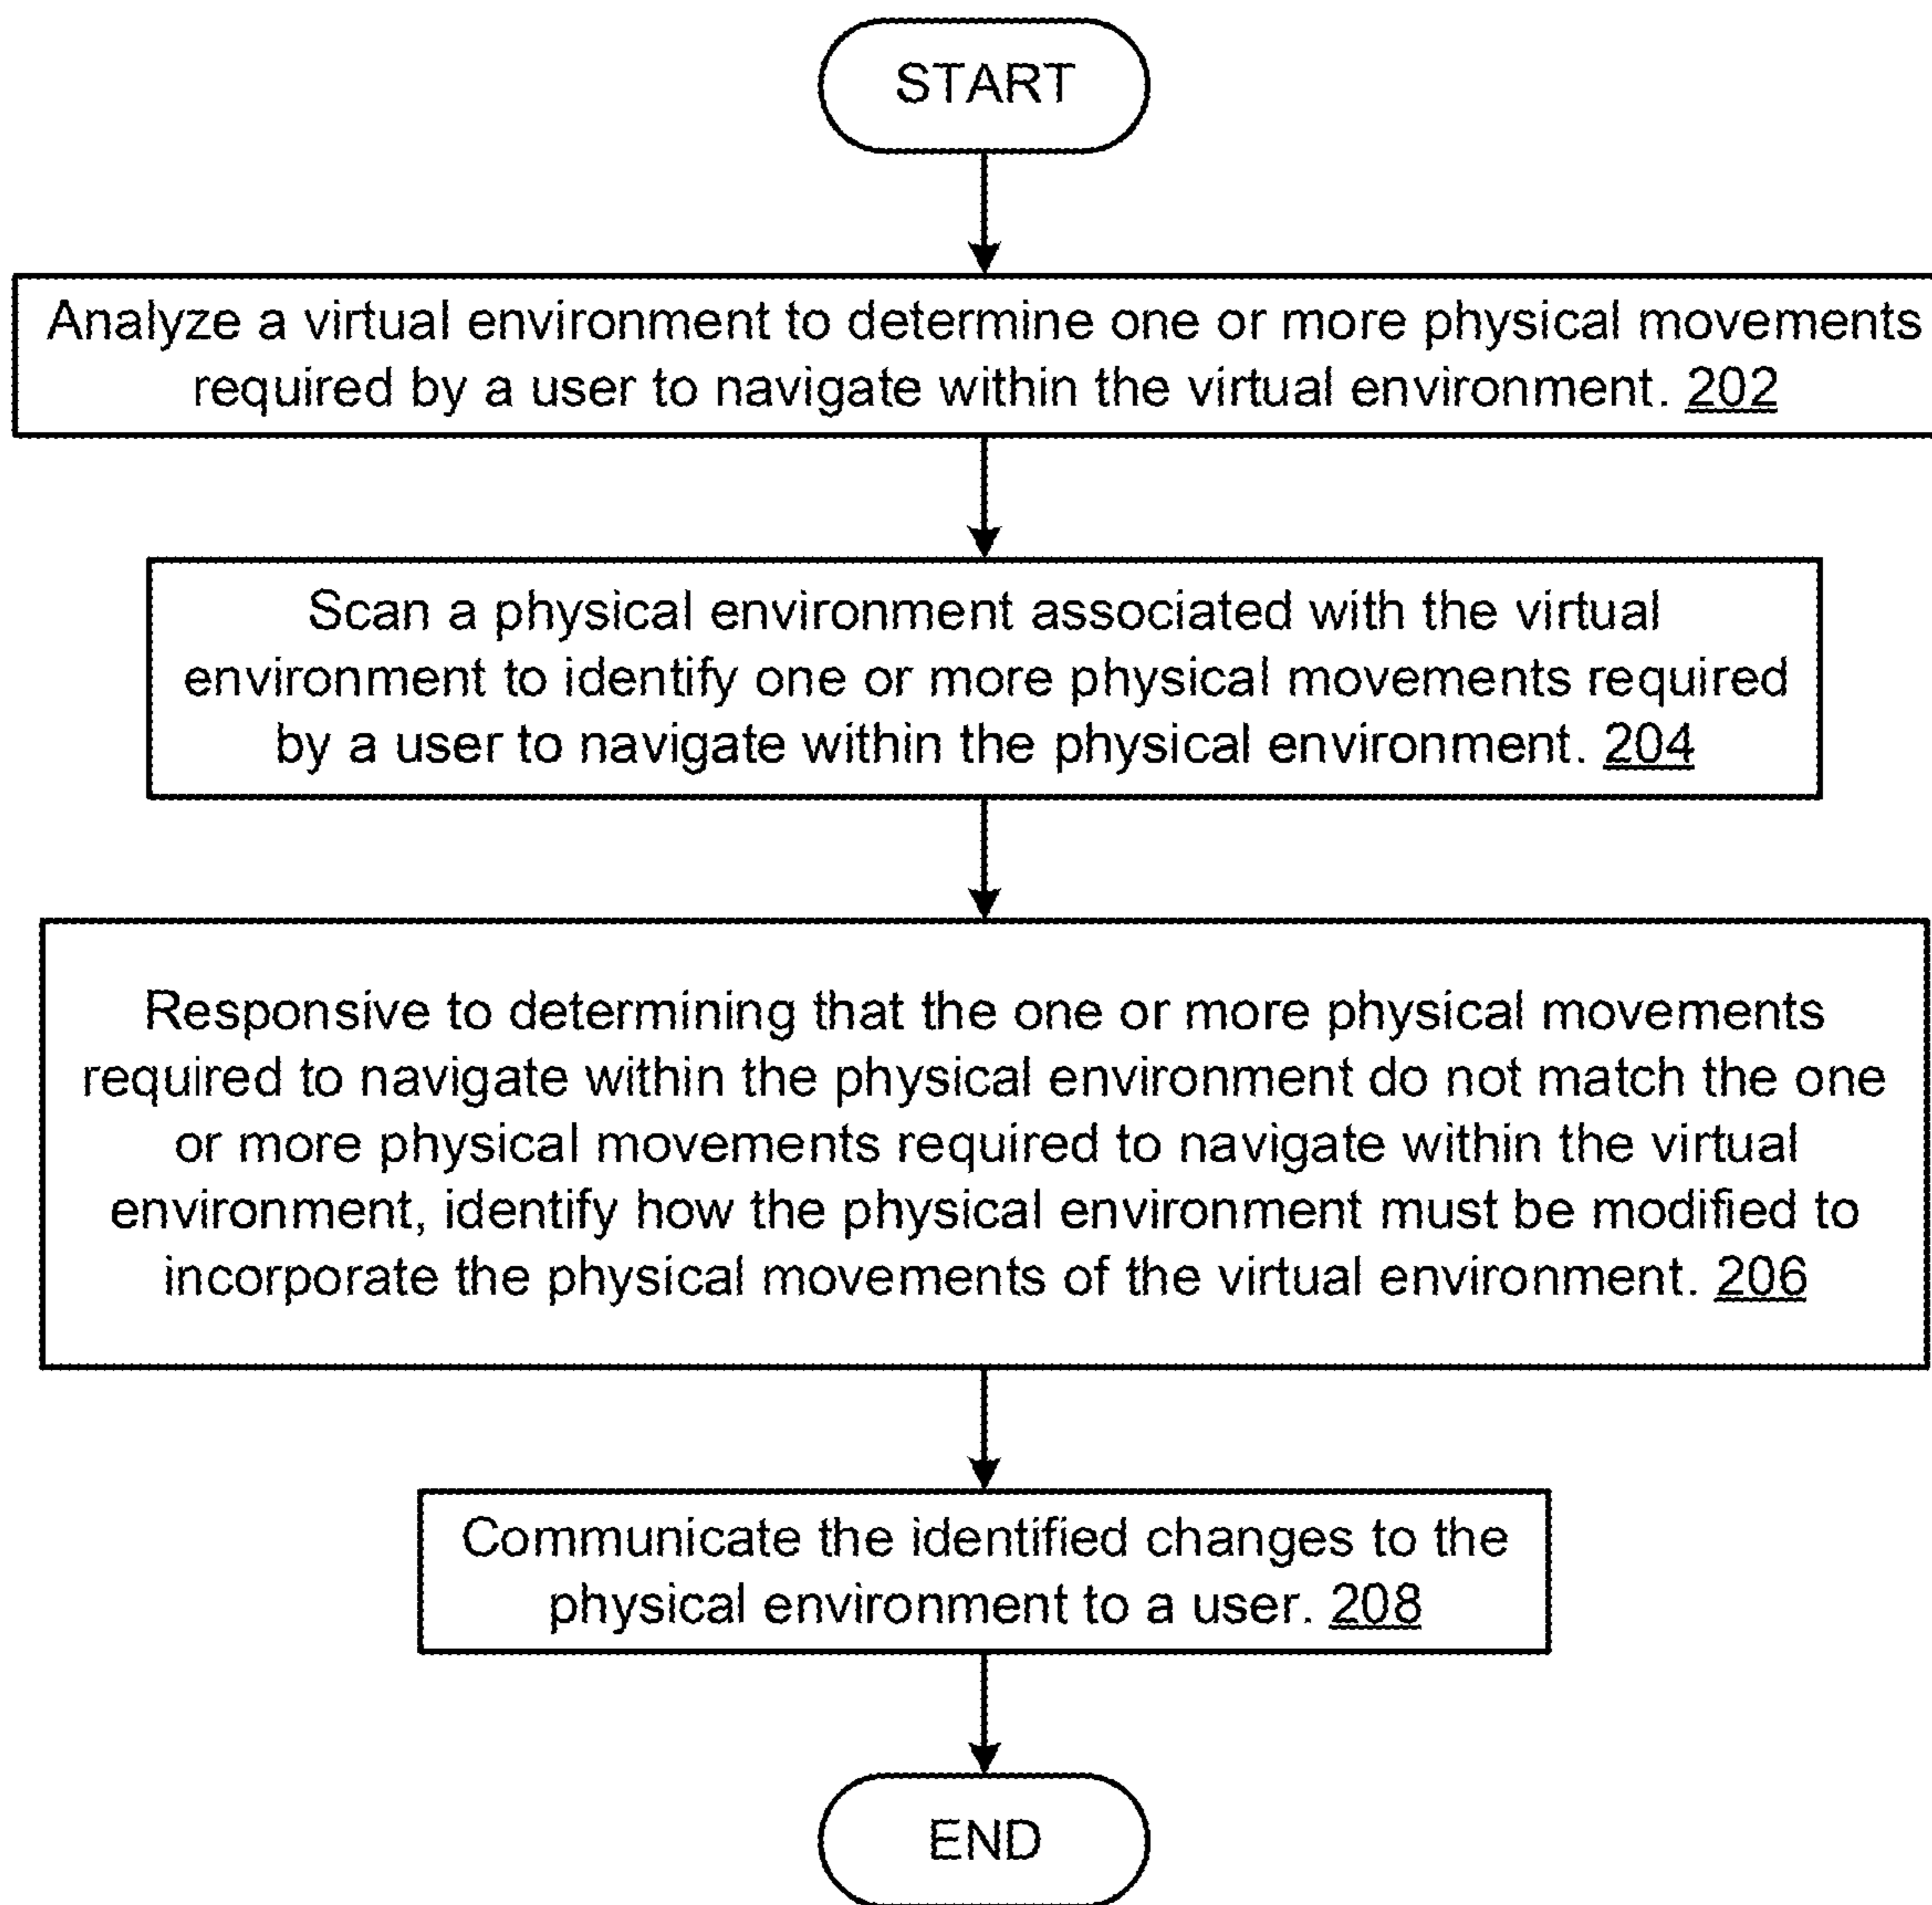 START
Analyze a virtual environment to determine one or more physical movements
required by a user to navigate within the virtual environment. 202
Scan a physical environment associated with the virtual
environment to identify one or more physical movements required
by a user to navigate within the physical environment. 204
Responsive to determining that the one or more physical movements
required to navigate within the physical environment do not match the one
or more physical movements required to navigate within the virtual
environment, identify how the physical environment must be modified to
incorporate the physical movements of the virtual environment. 206
Communicate the identified changes to the
physical environment to a user. 208
END